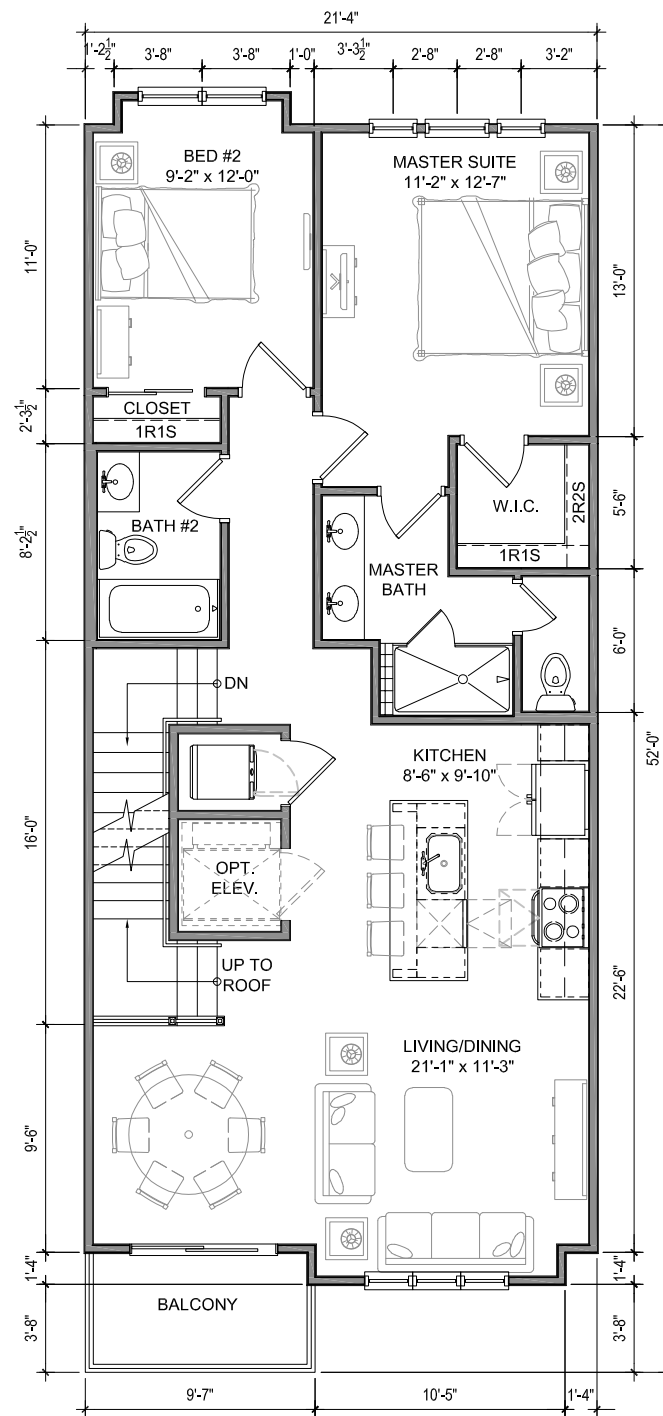 21'-4"
1'-2½" 3'-8" 3'-8" 1'-0" 3'-3½" 2'-8" 2'-8" 3'-2"
BED #2
9'-2" x 12'-0"
MASTER SUITE
11'-2" x 12'-7"
11'-0"
13'-0"
2'-3½"
CLOSET
1R1S
8'-2½"
BATH #2
W.I.C.
2R2S
1R1S
5'-6"
MASTER
BATH
6'-0"
DN
52'-0"
KITCHEN
8'-6" x 9'-10"
16'-0"
OPT.
ELEV.
UP TO
ROOF
22'-6"
LIVING/DINING
21'-1" x 11'-3"
9'-6"
1'-4"
1'-4"
BALCONY
3'-8"
3'-8"
9'-7" 10'-5" 1'-4"